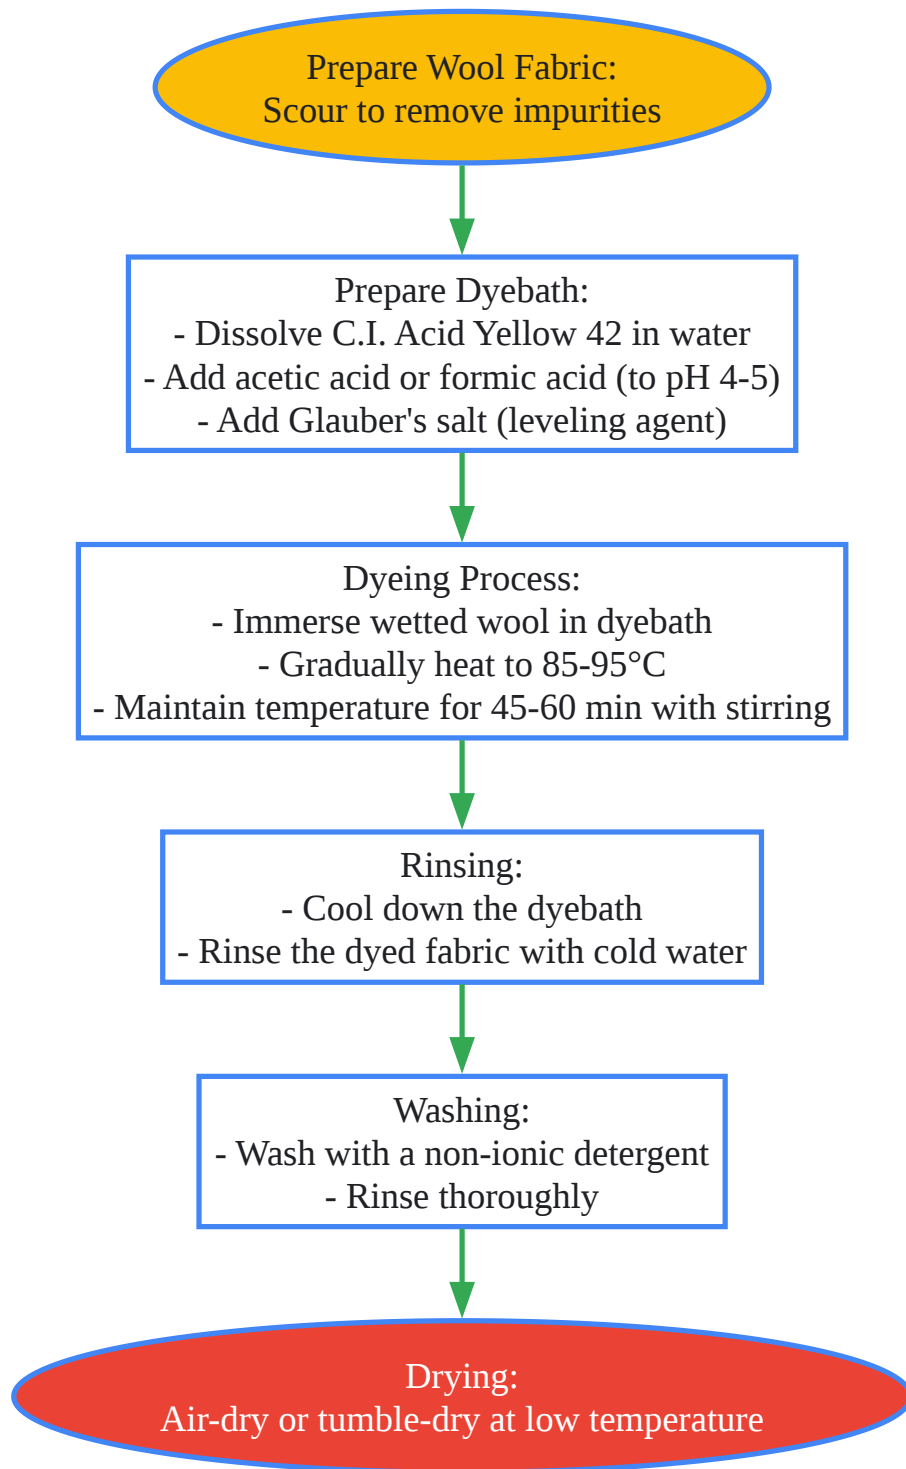 Prepare Wool Fabric:
Scour to remove impurities
Prepare Dyebath:
- Dissolve C.I. Acid Yellow 42 in water
- Add acetic acid or formic acid (to pH 4-5)
- Add Glauber's salt (leveling agent)
Dyeing Process:
- Immerse wetted wool in dyebath
- Gradually heat to 85-95°C
- Maintain temperature for 45-60 min with stirring
Rinsing:
- Cool down the dyebath
- Rinse the dyed fabric with cold water
Washing:
- Wash with a non-ionic detergent
- Rinse thoroughly
Drying:
Air-dry or tumble-dry at low temperature